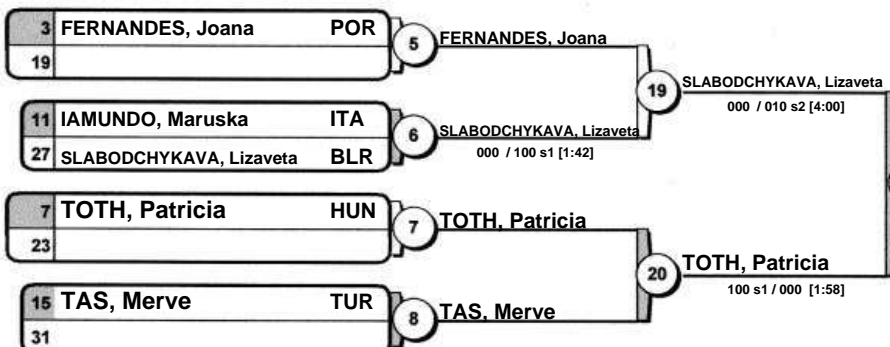 3 FERNANDES, Joana POR
19
5
FERNANDES, Joana
11 IAMUNDO, Maruska ITA
27 SLABODCHYKAVA, Lizaveta BLR
6
SLABODCHYKAVA, Lizaveta
000 / 100 s1 [1:42]
19
SLABODCHYKAVA, Lizaveta
000 / 010 s2 [4:00]
7 TOTH, Patricia HUN
23
7
TOTH, Patricia
15 TAS, Merve TUR
31
8
TAS, Merve
20
TOTH, Patricia
100 s1 / 000 [1:58]